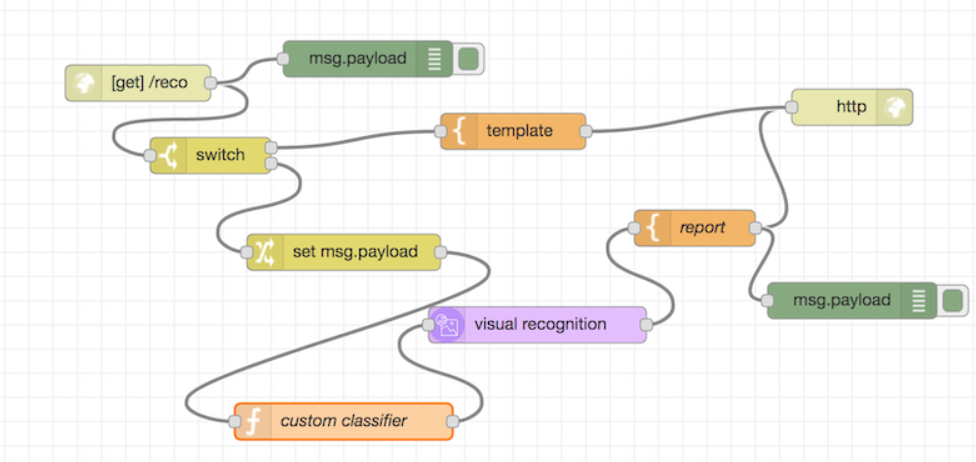 msg.payload
[get] /reco
http
template
switch
report
set msg.payload
msg.payload
visual recognition
custom classifier